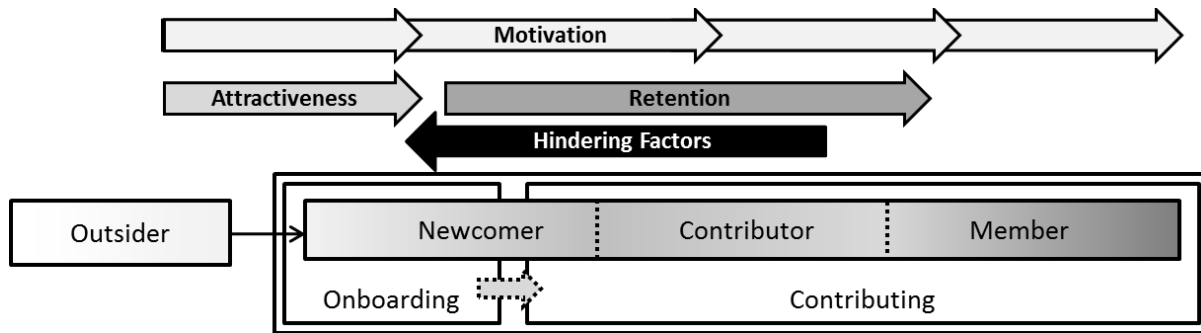 Motivation
Attractiveness
Retention
Hindering Factors
Outsider
Newcomer
Contributor
Member
Onboarding
Contributing